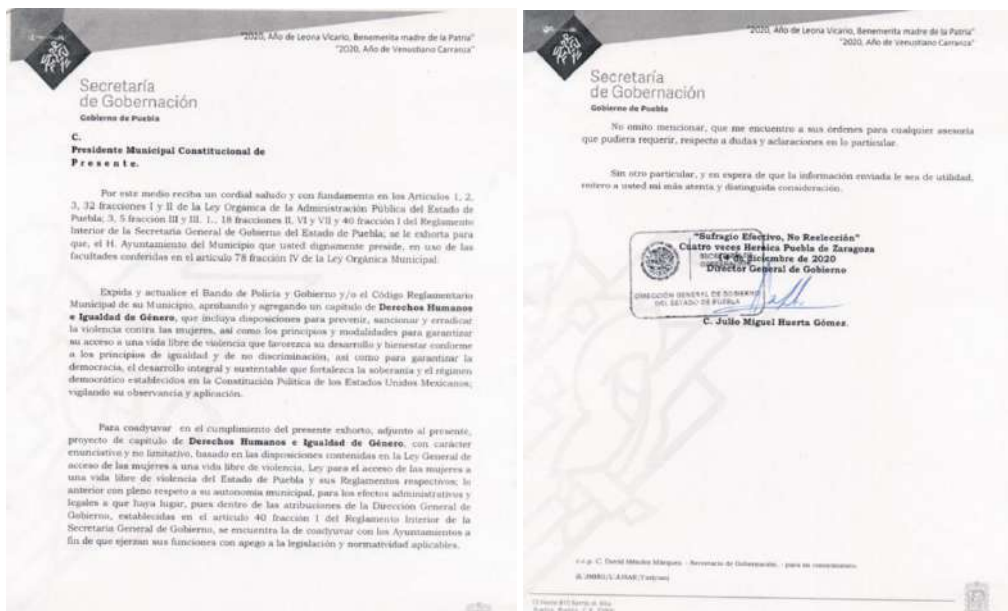 "2020, Año de Leona Vicario, Benemerita madre de la Patria"
"2020, Año de Venustiano Carranza"
Secretaría
de Gobernación
Gobierno de Puebla
C.
Presidente Municipal Constitucional de
P r e s e n t e.
Por este medio reciba un cordial saludo y con fundamento en los Artículos 1, 2,
3, 32 fracciones I y II de la Ley Orgánica de la Administración Pública del Estado de
Puebla; 3, 5 fracción III y III. 1., 18 fracciones II, VI y VII y 40 fracción I del Reglamento
Interior de la Secretaría General de Gobierno del Estado de Puebla; se le exhorta para
que, el H. Ayuntamiento del Municipio que usted dignamente preside, en uso de las
facultades conferidas en el artículo 78 fracción IV de la Ley Orgánica Municipal.
Expida y actualice el Bando de Policía y Gobierno y/o el Código Reglamentario
Municipal de su Municipio, aprobando y agregando un capítulo de Derechos Humanos
e Igualdad de Género, que incluya disposiciones para prevenir, sancionar y erradicar
la violencia contra las mujeres, así como los principios y modalidades para garantizar
su acceso a una vida libre de violencia que favorezca su desarrollo y bienestar conforme
a los principios de igualdad y de no discriminación, así como para garantizar la
democracia, el desarrollo integral y sustentable que fortalezca la soberanía y el régimen
democrático establecidos en la Constitución Política de los Estados Unidos Mexicanos;
vigilando su observancia y aplicación.
Para coadyuvar en el cumplimiento del presente exhorto, adjunto al presente,
proyecto de capítulo de Derechos Humanos e Igualdad de Género, con carácter
enunciativo y no limitativo, basado en las disposiciones contenidas en la Ley General de
acceso de las mujeres a una vida libre de violencia, Ley para el acceso de las mujeres a
una vida libre de violencia del Estado de Puebla y sus Reglamentos respectivos; lo
anterior con pleno respeto a su autonomía municipal, para los efectos administrativos y
legales a que haya lugar, pues dentro de las atribuciones de la Dirección General de
Gobierno, establecidas en el artículo 40 fracción I del Reglamento Interior de la
Secretaría General de Gobierno, se encuentra la de coadyuvar con los Ayuntamientos a
fin de que ejerzan sus funciones con apego a la legislación y normatividad aplicables.
"2020, Año de Leona Vicario, Benemerita madre de la Patria"
"2020, Año de Venustiano Carranza"
Secretaría
de Gobernación
Gobierno de Puebla
No omito mencionar, que me encuentro a sus órdenes para cualquier asesoría
que pudiera requerir, respecto a dudas y aclaraciones en lo particular.
Sin otro particular, y en espera de que la información enviada le sea de utilidad,
reitero a usted mi más atenta y distinguida consideración.
"Sufragio Efectivo, No Reelección"
Cuatro veces Heroica Puebla de Zaragoza
14 de diciembre de 2020
Director General de Gobierno
DIRECCIÓN GENERAL DE GOBIERNO
DEL ESTADO DE PUEBLA
C. Julio Miguel Huerta Gómez.
c.c.p. C. David Méndez Márquez. - Secretario de Gobernación. - para su conocimiento.